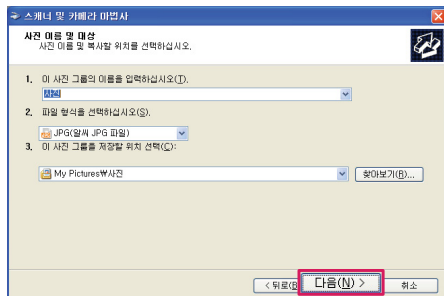 스캐너 및 카메라 마법사
사진 이름 및 대상
사진 이름 및 복사할 위치를 선택하십시오.
1. 이 사진 그룹의 이름을 입력하십시오(T).
사진
2. 파일 형식을 선택하십시오(S).
JPG(알씨 JPG 파일)
3. 이 사진 그룹을 저장할 위치 선택(C):
My Pictures₩사진
찾아보기(R)...
< 뒤로(B
다음(N) >
취소